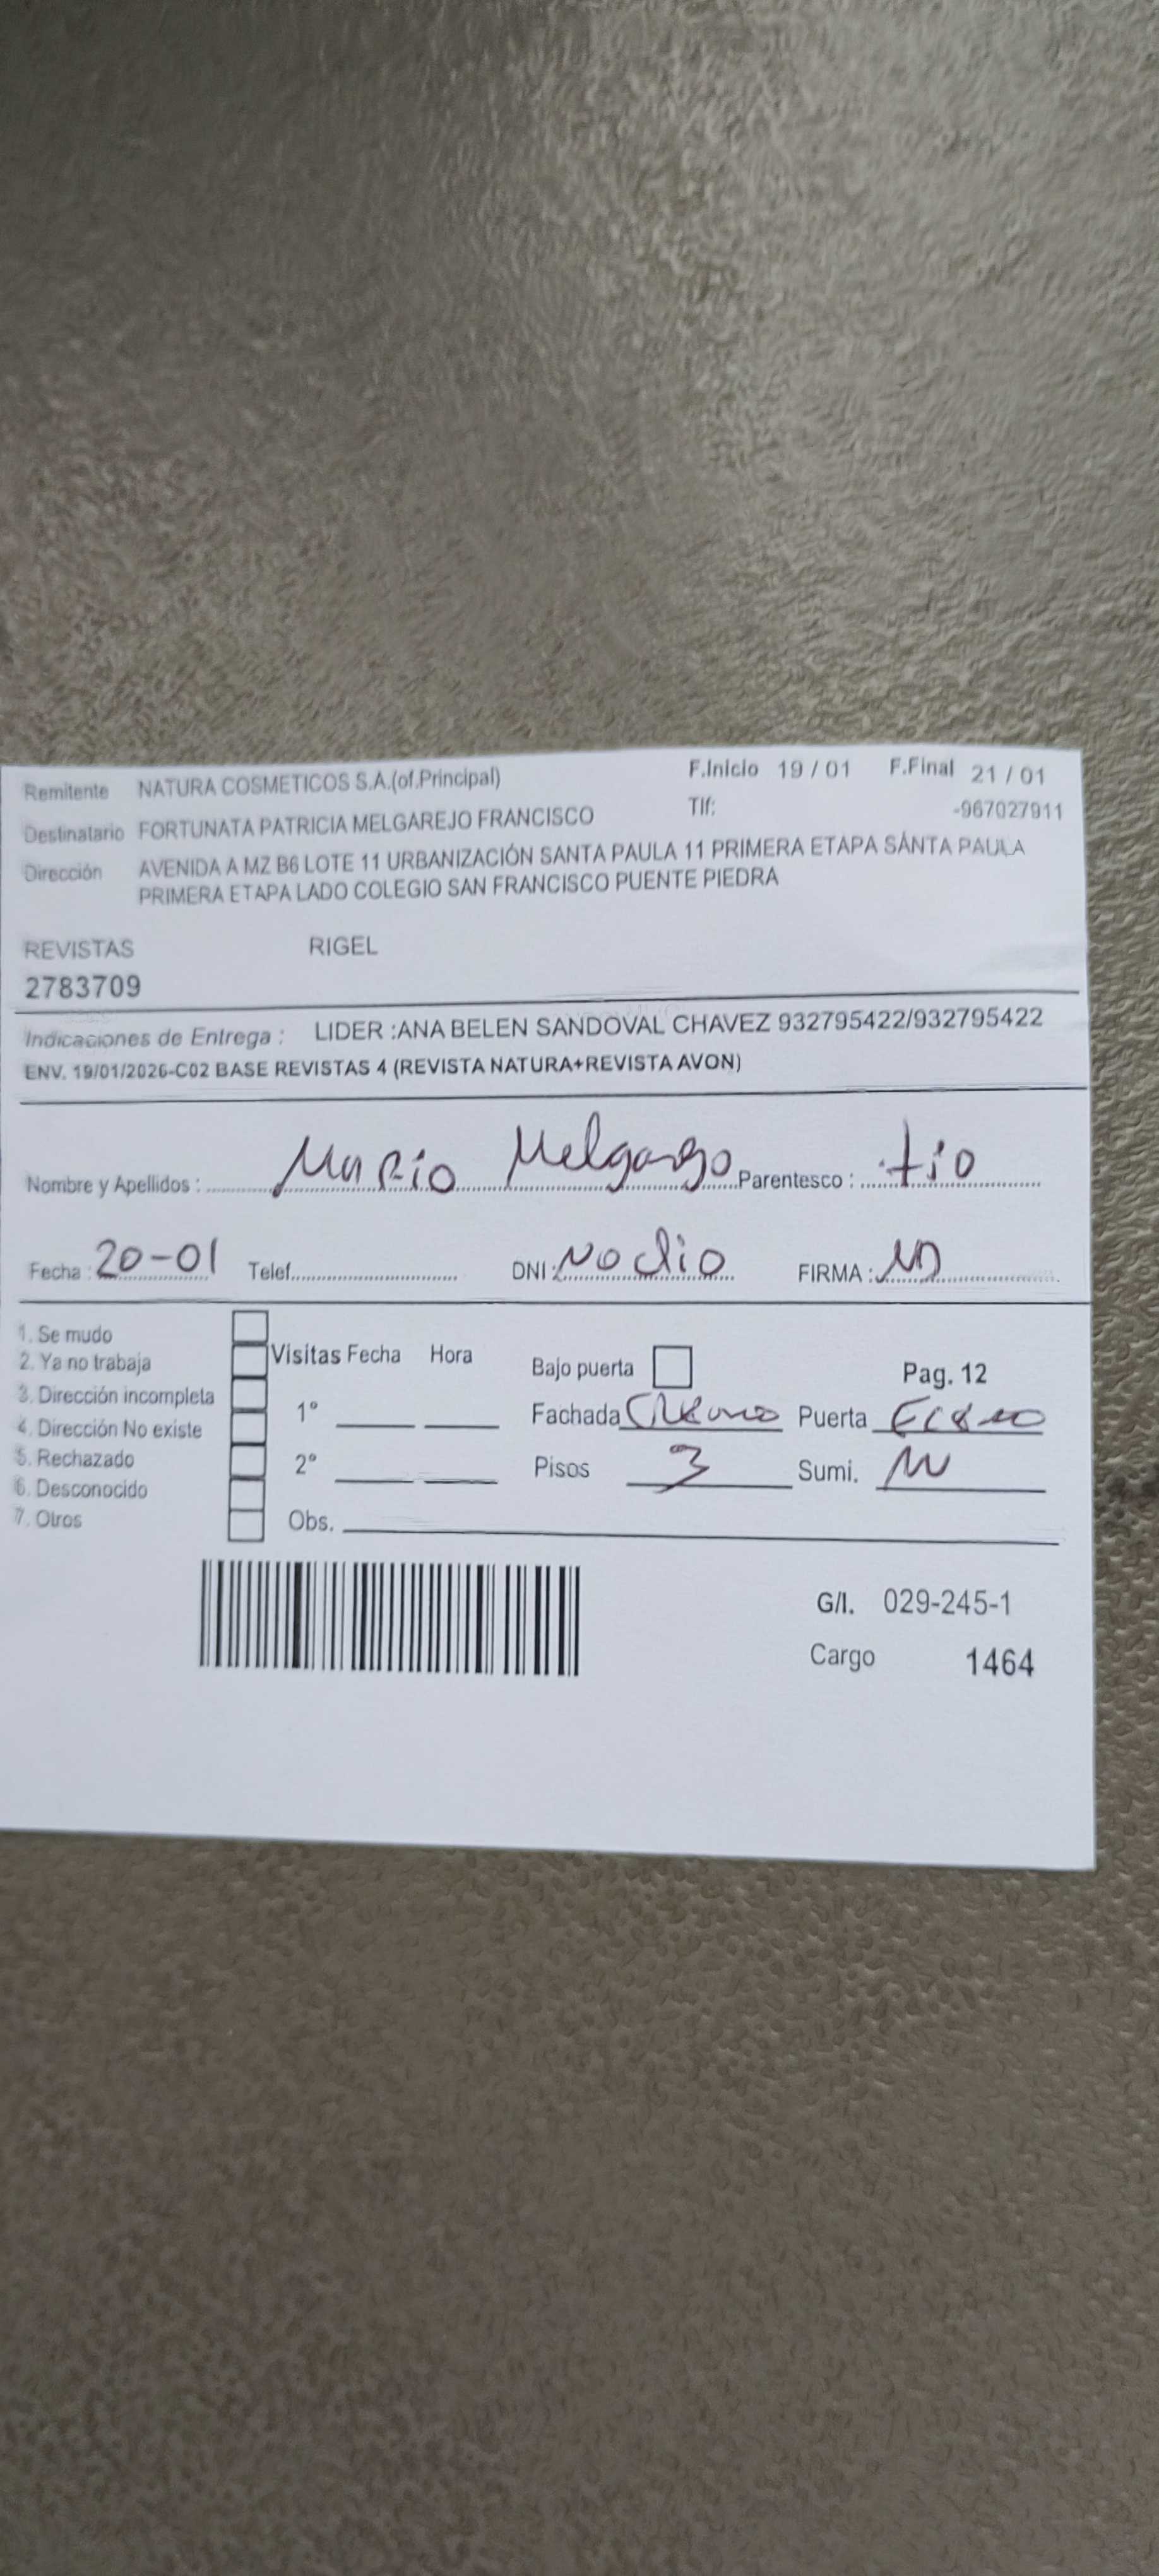 Remitente NATURA COSMETICOS S.A.(of.Principal) F.Inicio 19 / 01 F.Final 21 / 01
Destinatario FORTUNATA PATRICIA MELGAREJO FRANCISCO Tlf: -967027911
Dirección AVENIDA A MZ B6 LOTE 11 URBANIZACIÓN SANTA PAULA 11 PRIMERA ETAPA SANTA PAULA
PRIMERA ETAPA LADO COLEGIO SAN FRANCISCO PUENTE PIEDRA
REVISTAS RIGEL
2783709
Indicaciones de Entrega : LIDER :ANA BELEN SANDOVAL CHAVEZ 932795422/932795422
ENV. 19/01/2026-C02 BASE REVISTAS 4 (REVISTA NATURA+REVISTA AVON)
Nombre y Apellidos : Mario Parentesco : tio
Fecha : 20-01 Telef. DNI : No dio FIRMA :
1. Se mudo
2. Ya no trabaja Visitas Fecha Hora Bajo puerta Pag. 12
3. Dirección incompleta 1° Fachada Puerta
4. Dirección No existe
5. Rechazado 2° Pisos 3 Sumi.
6. Desconocido
7. Otros Obs.
G/I. 029-245-1
Cargo 1464